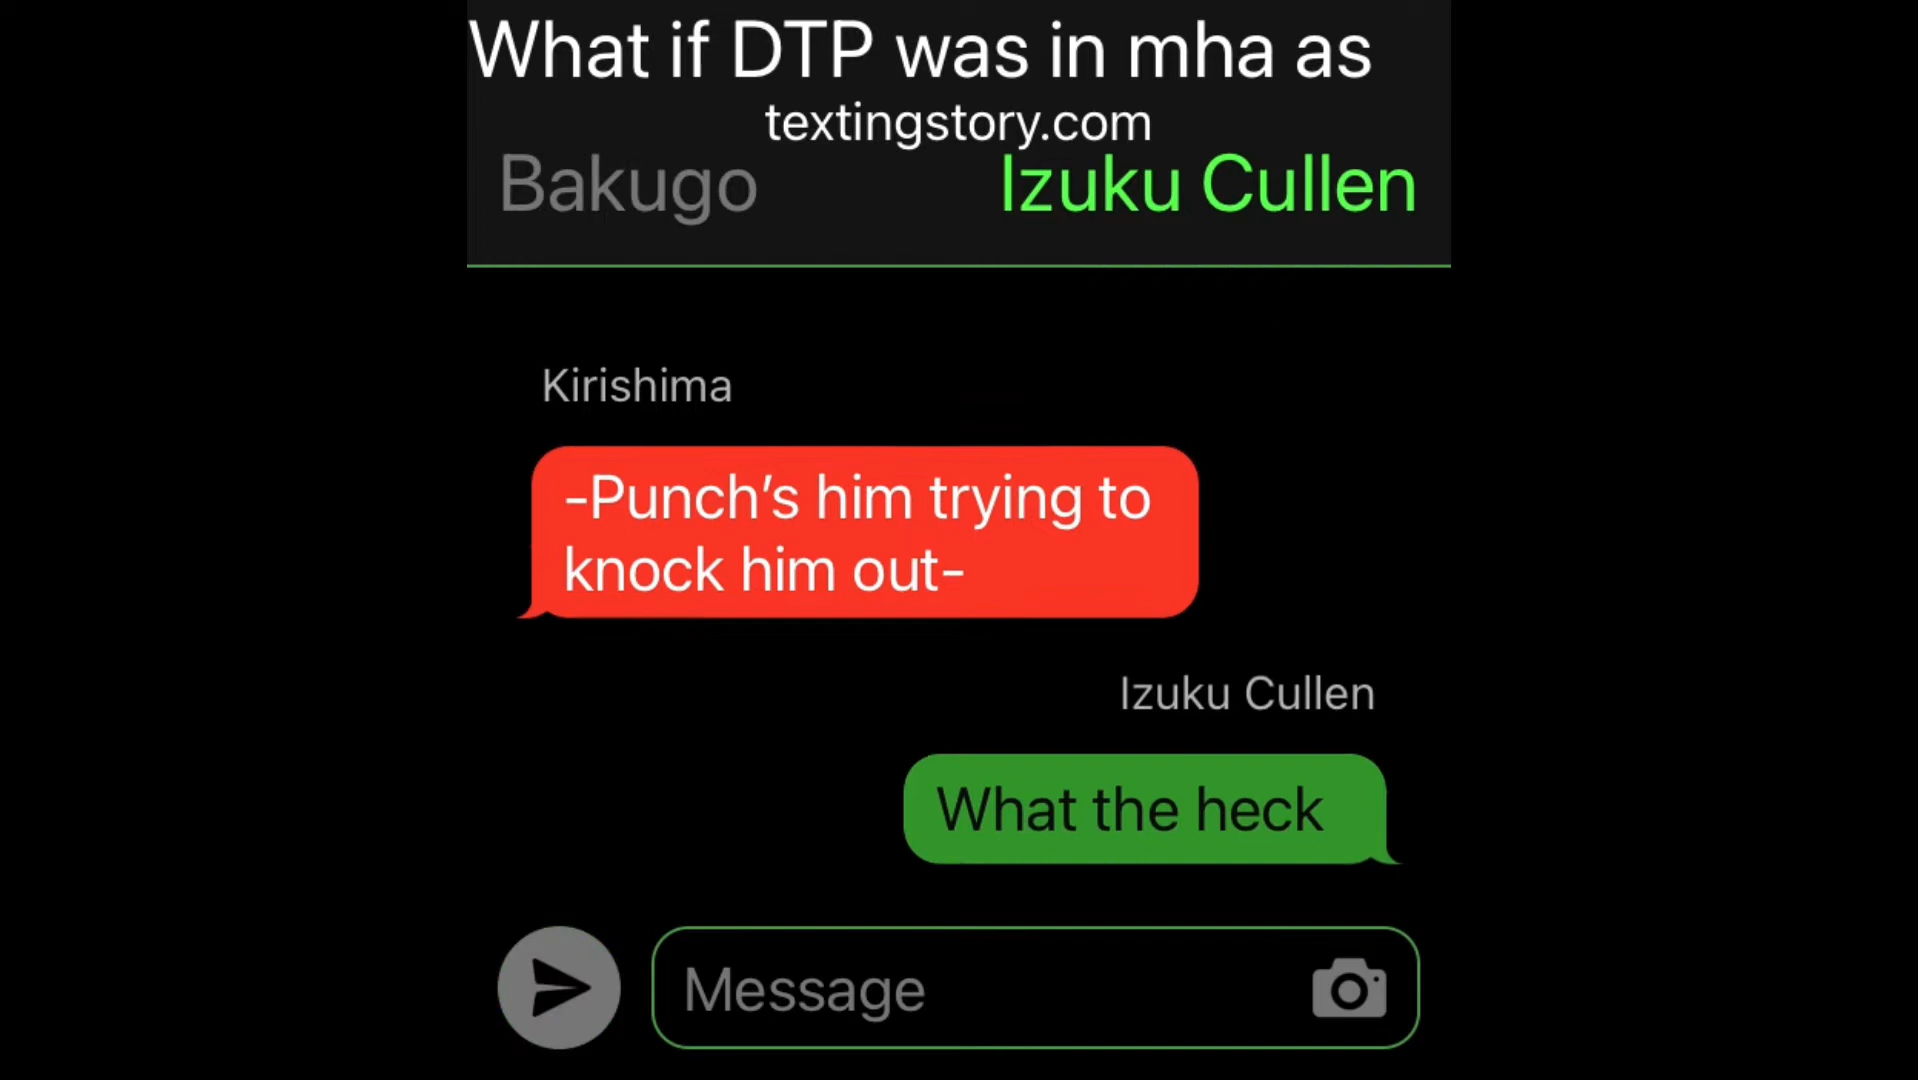 What if DTP was in mha as
textingstory.com
Bakugo
Izuku Cullen
Kirishima
-Punch’s him trying to
knock him out-
Izuku Cullen
What the heck
Message